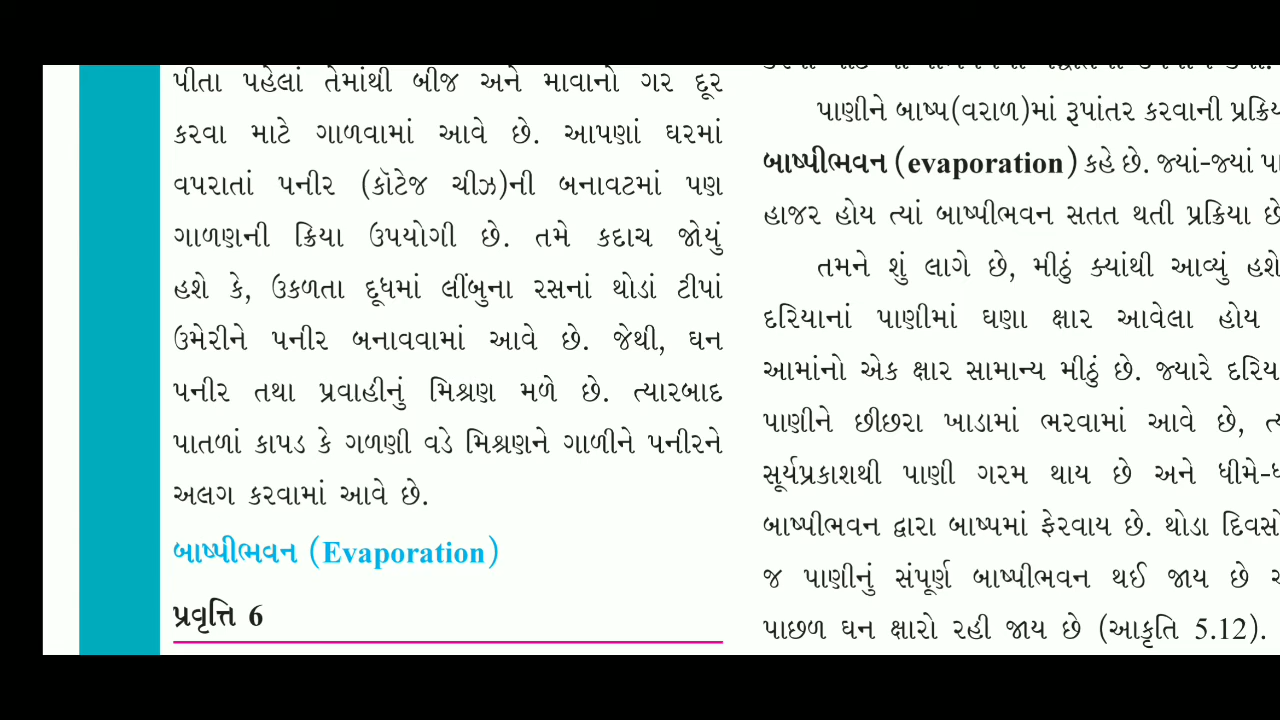 પીતા પહેલાં તેમાંથી બીજ અને માવાનો ગર દૂર
કરવા માટે ગાળવામાં આવે છે. આપણાં ઘરમાં
વપરાતાં પનીર (કૉટેજ ચીઝ)ની બનાવટમાં પણ
ગાળણની ક્રિયા ઉપયોગી છે. તમે કદાચ જોયું
હશે કે, ઉકળતા દૂધમાં લીંબુના રસનાં થોડાં ટીપાં
ઉમેરીને પનીર બનાવવામાં આવે છે. જેથી, ઘન
પનીર તથા પ્રવાહીનું મિશ્રણ મળે છે. ત્યારબાદ
પાતળાં કાપડ કે ગળણી વડે મિશ્રણને ગાળીને પનીરને
અલગ કરવામાં આવે છે.
બાષ્પીભવન (Evaporation)
પ્રવૃત્તિ 6
પાણીને બાષ્પ(વરાળ)માં રૂપાંતર કરવાની
બાષ્પીભવન (evaporation) કહે છે. જ્યાં-જ્યાં
હાજર હોય ત્યાં બાષ્પીભવન સતત થતી પ્રક્રિયા છે
તમને શું લાગે છે, મીઠું ક્યાંથી આવ્યું હશે
દરિયાનાં પાણીમાં ઘણા ક્ષાર આવેલા હોય
આમાંનો એક ક્ષાર સામાન્ય મીઠું છે. જ્યારે
પાણીને છીછરા ખાડામાં ભરવામાં આવે છે,
સૂર્યપ્રકાશથી પાણી ગરમ થાય છે અને
બાષ્પીભવન દ્વારા બાષ્પમાં ફેરવાય છે. થોડા
જ પાણીનું સંપૂર્ણ બાષ્પીભવન થઈ જાય છે
પાછળ ઘન ક્ષારો રહી જાય છે (આકૃતિ 5.12).